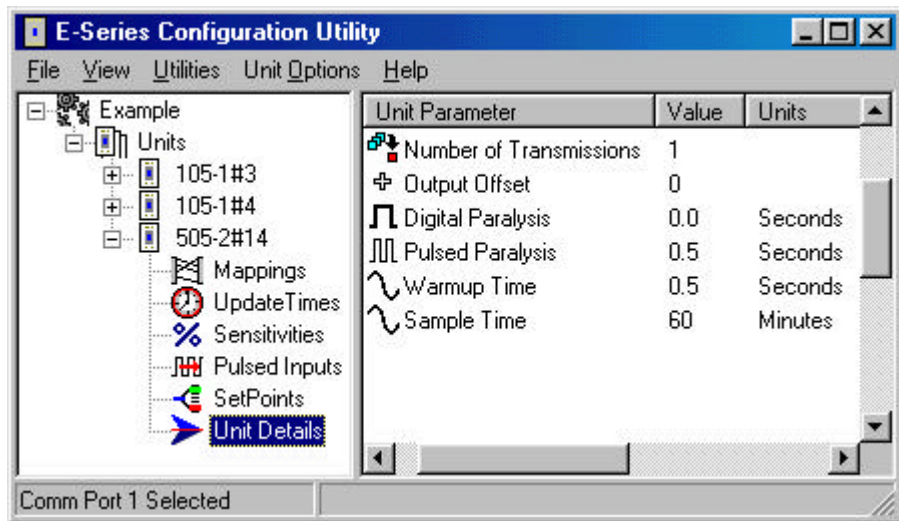 E-Series Configuration Utility
File View Utilities Unit Options Help
Example
Units
105-1#3
105-1#4
505-2#14
Mappings
UpdateTimes
Sensitivities
Pulsed Inputs
SetPoints
Unit Details
Unit Parameter Value Units
Number of Transmissions 1
Output Offset 0
Digital Paralysis 0.0 Seconds
Pulsed Paralysis 0.5 Seconds
Warmup Time 0.5 Seconds
Sample Time 60 Minutes
Comm Port 1 Selected